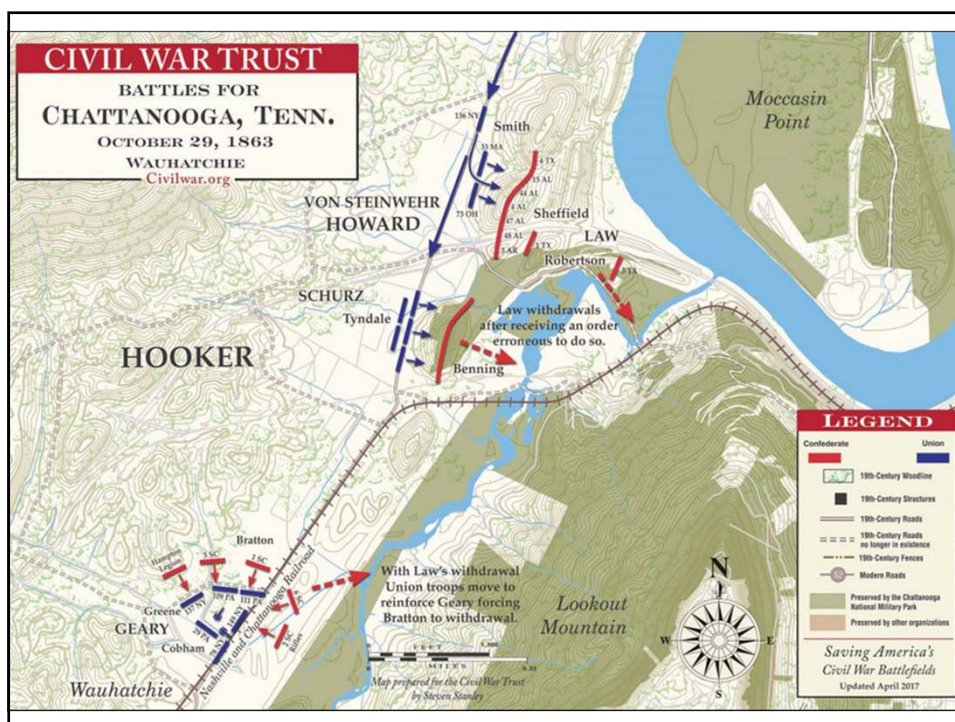 CIVIL WAR TRUST
BATTLES FOR
CHATTANOOGA, TENN.
OCTOBER 29, 1863
WAUHATCHIE
Civilwar.org
Moccasin
Point
136 NY
Smith
33 MA
73 OH
4 TX
15 AL
44 AL
4 AL
47 AL
48 AL
3 AR
1 TX
Sheffield
VON STEINWEHR
HOWARD
LAW
Robertson
5 TX
SCHURZ
Tyndale
HOOKER
Law withdrawals
after receiving an order
erroneous to do so.
Benning
LEGEND
Confederate
Union
19th-Century Woodline
19th-Century Structures
19th-Century Roads
19th-Century Roads
no longer in existence
19th-Century Fences
Modern Roads
Preserved by the Chattanooga
National Military Park
Preserved by other organizations
Saving America's
Civil War Battlefields
Updated April 2017
Bratton
Hampton
Legion
5 SC
1 SC
6 SC
2 SC
Rifles
Greene
137 NY
109 PA
111 PA
149 NY
GEARY
29 PA
Cobham
78 NY
Nashville and Chattanooga Railroad
With Law's withdrawal
Union troops move to
reinforce Geary forcing
Bratton to withdrawal.
Wauhatchie
Lookout
Mountain
N
W
E
S
FEET
MILES
Map prepared for the Civil War Trust
by Steven Stanley